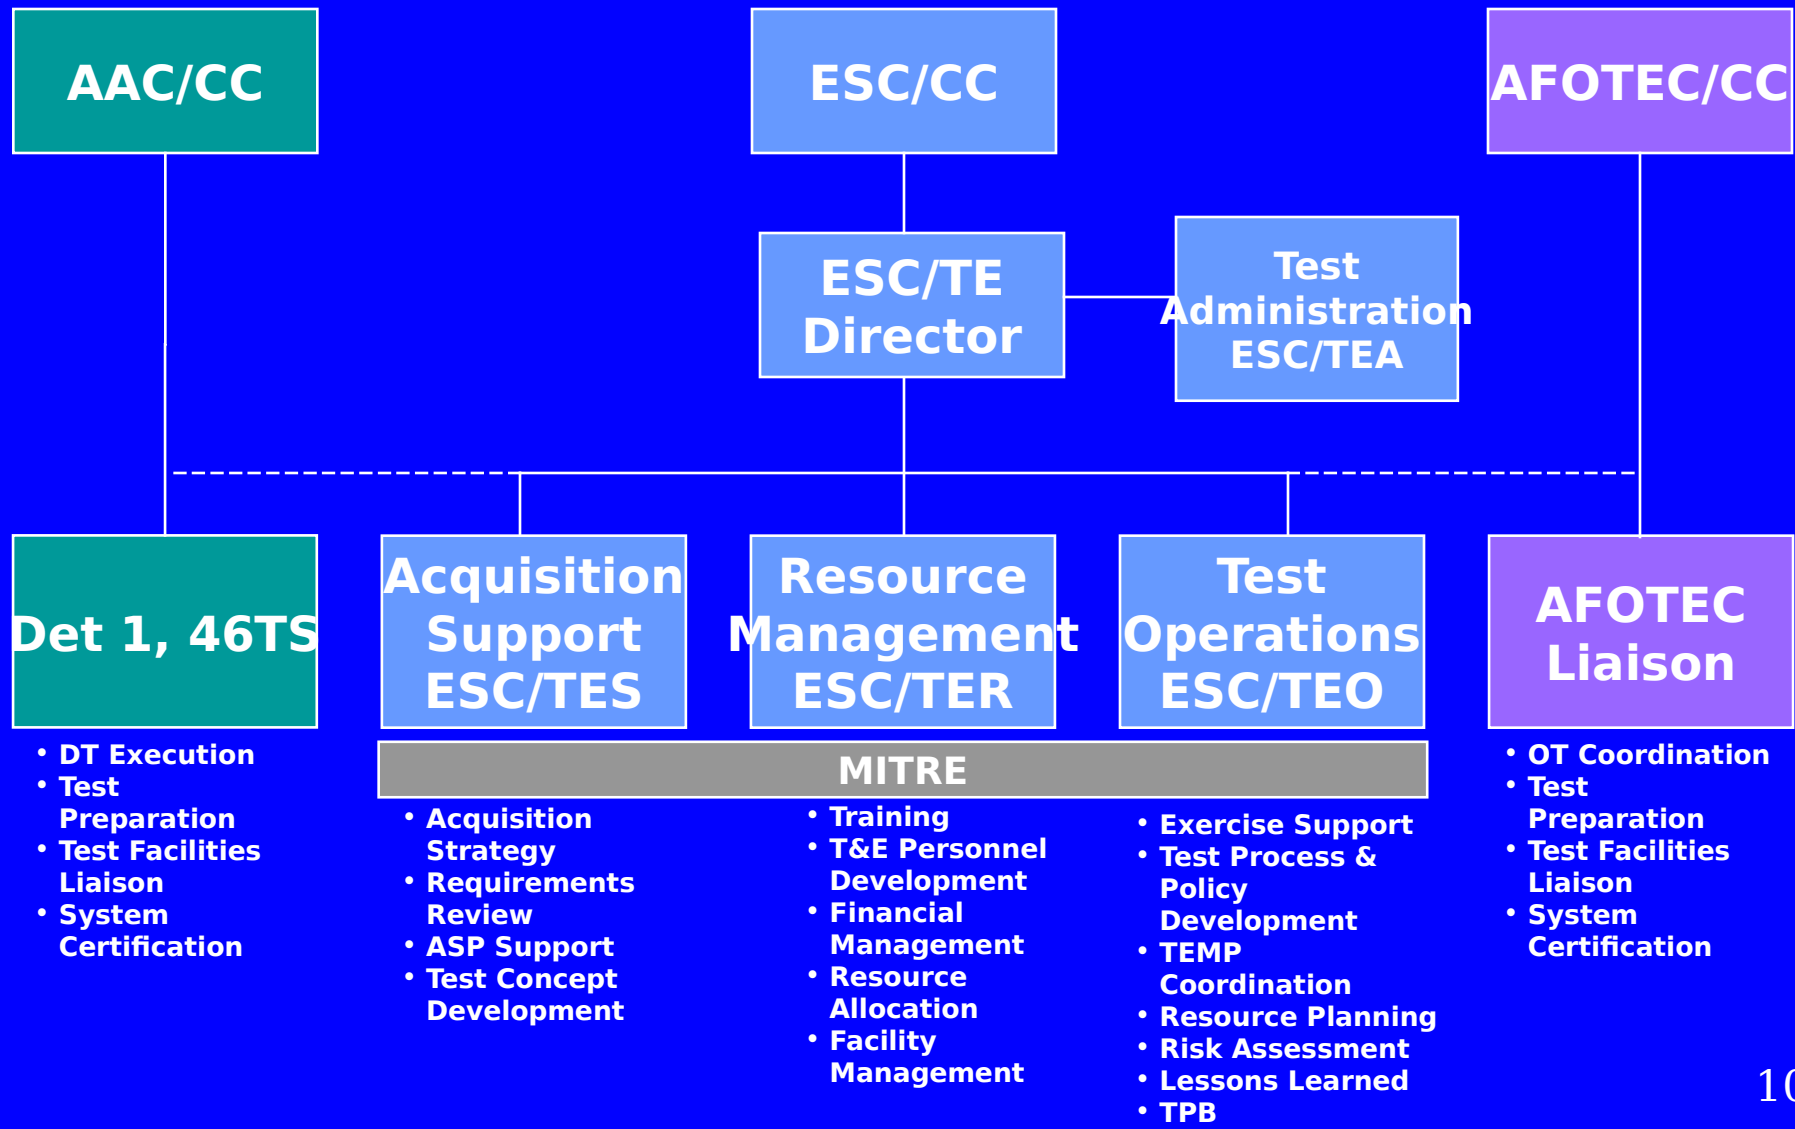 AAC/CC
ESC/CC
AFOTEC/CC
ESC/TE
Director
Test
Administration
ESC/TEA
Det 1, 46TS
Acquisition
Support
ESC/TES
Resource
Management
ESC/TER
Test
Operations
ESC/TEO
AFOTEC
Liaison
MITRE
• DT Execution
• Test
Preparation
• Test Facilities
Liaison
• System
Certification
• Acquisition
Strategy
• Requirements
Review
• ASP Support
• Test Concept
Development
• Training
• T&E Personnel
Development
• Financial
Management
• Resource
Allocation
• Facility
Management
• Exercise Support
• Test Process &
Policy
Development
• TEMP
Coordination
• Resource Planning
• Risk Assessment
• Lessons Learned
• TPB
• OT Coordination
• Test
Preparation
• Test Facilities
Liaison
• System
Certification
10